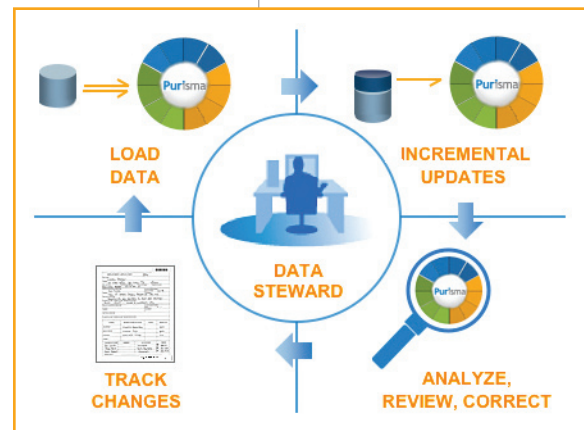 Purisma
Purisma
LOAD
DATA
INCREMENTAL
UPDATES
DATA
STEWARD
Purisma
TRACK
CHANGES
ANALYZE,
REVIEW, CORRECT